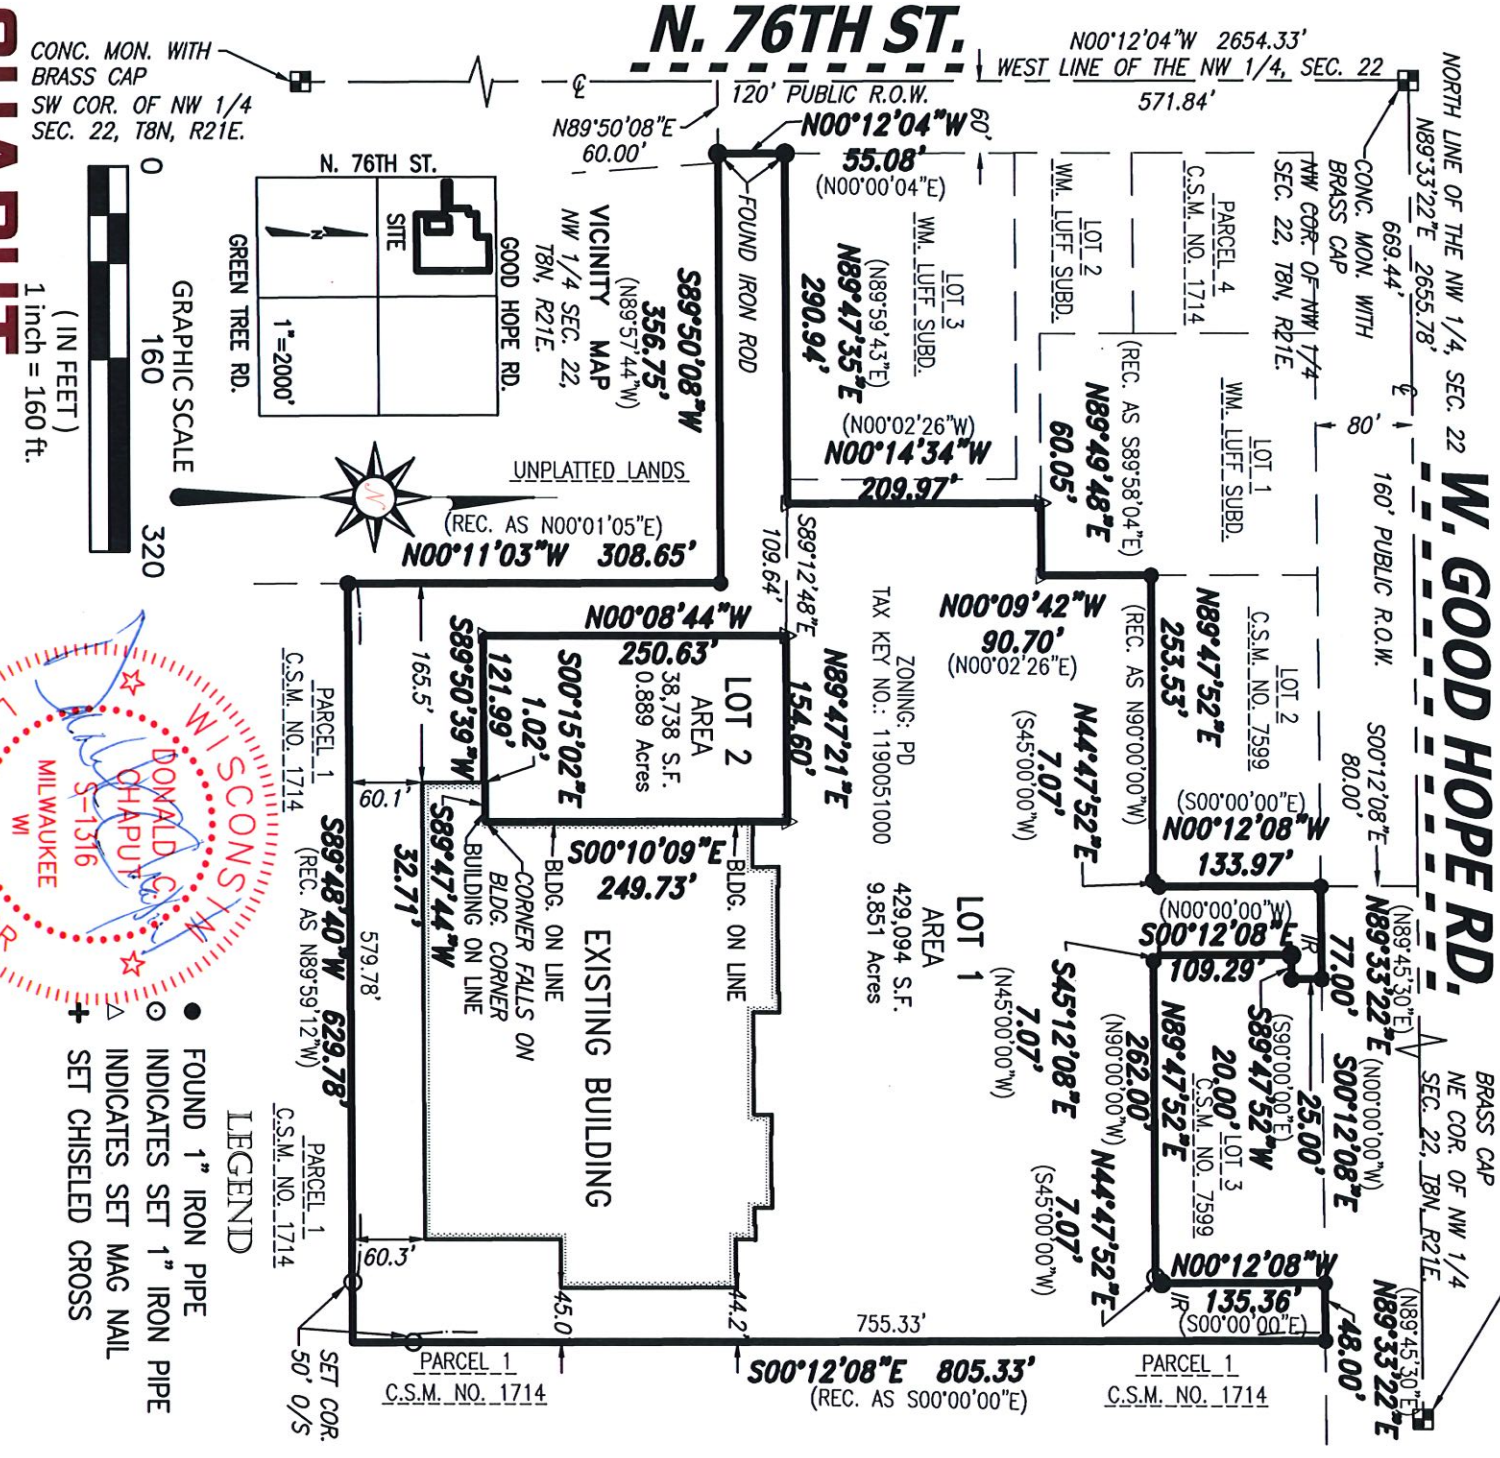 N. 76TH ST.
W. GOOD HOPE RD.
CONC. MON. WITH
BRASS CAP
SW COR. OF NW 1/4
SEC. 22, T8N, R21E.
N00°12'04"W 2654.33'
WEST LINE OF THE NW 1/4, SEC. 22
571.84'
120' PUBLIC R.O.W.
N89°50'08"E
60.00'
N00°12'04"W
55.08'
(N00°00'04"E)
60'
NORTH LINE OF THE NW 1/4, SEC. 22
N89°33'22"E 2655.78'
669.44'
CONC. MON. WITH
BRASS CAP
NW COR. OF NW 1/4
SEC. 22, T8N, R21E.
PARCEL 4
C.S.M. NO. 1714
LOT 2
WM. LUFF SUBD.
LOT 3
WM. LUFF SUBD.
LOT 1
WM. LUFF SUBD.
80'
160' PUBLIC R.O.W.
FOUND IRON ROD
N89°47'35"E
(N89°59'43"E)
290.94'
(N00°02'26"W)
N00°14'34"W
209.97'
N89°49'48"E
(REC. AS S89°58'04"E)
60.05'
N. 76TH ST.
SITE
N
GOOD HOPE RD.
GREEN TREE RD.
1"=2000'
VICINITY MAP
NW 1/4 SEC. 22,
T8N, R21E.
S89°50'08"W
356.75'
(N89°57'44"W)
0
160
320
GRAPHIC SCALE
( IN FEET )
1 inch = 160 ft.
N
UNPLATTED LANDS
(REC. AS N00°01'05"E)
N00°11'03"W 308.65'
S89°12'48"E
109.64'
N00°09'42"W
90.70'
(N00°02'26"E)
N89°47'52"E
253.53'
(REC. AS N90°00'00"W)
LOT 2
C.S.M. NO. 7599
S00°12'08"E
80.00'
TAX KEY NO.: 1190051000
ZONING: PD
N00°08'44"W
250.63'
LOT 2
AREA
38,738 S.F.
0.889 Acres
N89°47'21"E
154.60'
S00°15'02"E
1.02'
121.99'
S89°50'39"W
165.5'
60.1'
S89°47'44"W
32.71'
S00°10'09"E
249.73'
BLDG. ON LINE
BLDG. ON LINE
CORNER FALLS ON
BLDG. CORNER
BUILDING ON LINE
EXISTING BUILDING
LOT 1
AREA
429,094 S.F.
9.851 Acres
N44°47'52"E
7.07'
(S45°00'00"W)
(S00°00'00"E)
N00°12'08"W
133.97'
(N89°45'30"E)
N89°33'22"E
77.00'
(N00°00'00"W)
S00°12'08"E
109.29'
IR
(N00°00'00"W)
S00°12'08"E
25.00'
(S90°00'00"E)
S89°47'52"W
20.00'
LOT 3
C.S.M. NO. 7599
S45°12'08"E
7.07'
(N45°00'00"W)
N89°47'52"E
262.00'
(N90°00'00"W)
N44°47'52"E
7.07'
(S45°00'00"W)
N00°12'08"W
135.36'
(S00°00'00"E)
IR
(N89°45'30"E)
N89°33'22"E
48.00'
BRASS CAP
NE COR. OF NW 1/4
SEC. 22, T8N, R21E.
PARCEL 1
C.S.M. NO. 1714
S89°48'40"W 629.78'
(REC. AS N89°59'12"W)
579.78'
PARCEL 1
C.S.M. NO. 1714
60.3'
45.0'
44.2'
755.33'
S00°12'08"E 805.33'
(REC. AS S00°00'00"E)
PARCEL 1
C.S.M. NO. 1714
PARCEL 1
C.S.M. NO. 1714
SET COR.
50' O/S
WISCONSIN
DONALD C.
CHAPUT
S-1316
MILWAUKEE
WI
LEGEND
FOUND 1" IRON PIPE
INDICATES SET 1" IRON PIPE
INDICATES SET MAG NAIL
SET CHISELED CROSS